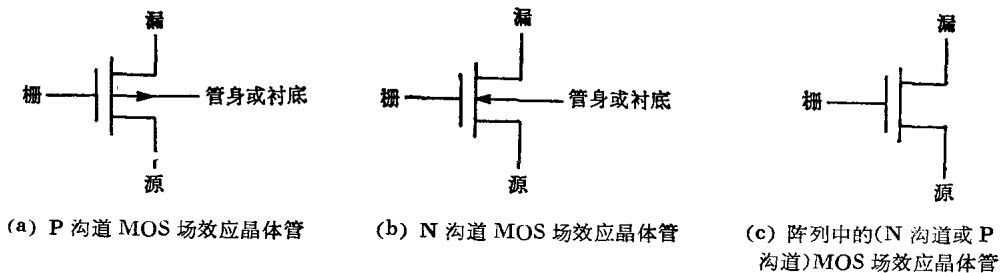 漏
栅
管身或衬底
源
(a) P 沟道 MOS 场效应晶体管
漏
栅
管身或衬底
源
(b) N 沟道 MOS 场效应晶体管
漏
栅
源
(c) 阵列中的(N 沟道或 P
沟道)MOS 场效应晶体管